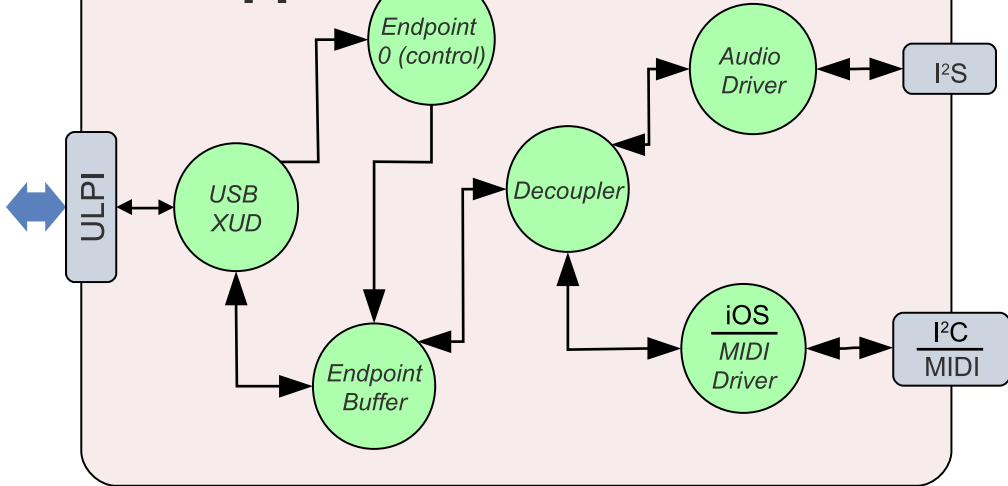 Endpoint
0 (control)
Audio
Driver
I²S
ULPI
USB
XUD
Decoupler
iOS
MIDI
Driver
I²C
MIDI
Endpoint
Buffer